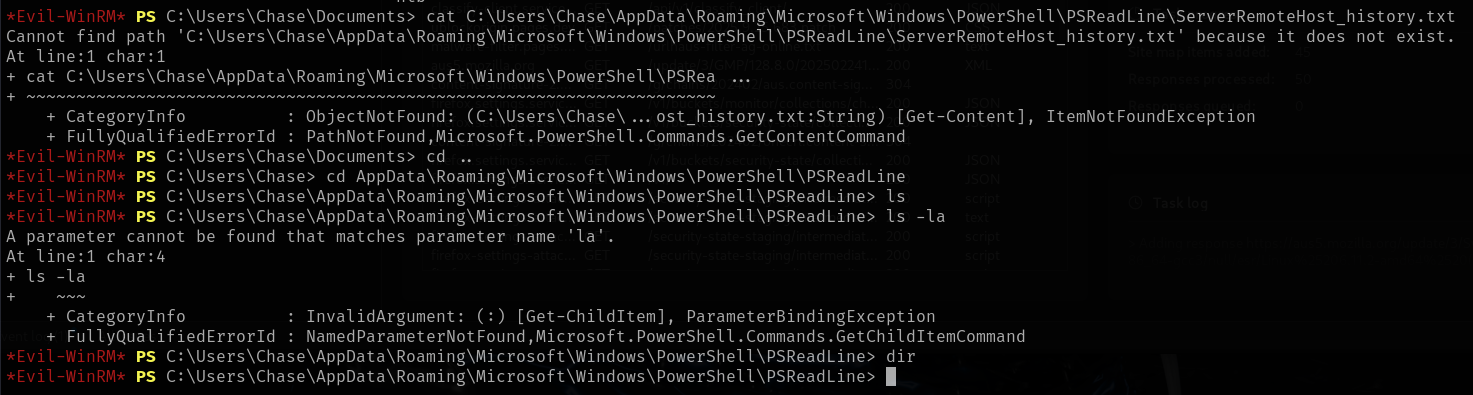 *Evil-WinRM* PS C:\Users\Chase\Documents> cat C:\Users\Chase\AppData\Roaming\Microsoft\Windows\PowerShell\PSReadLine\ServerRemoteHost_history.txt
Cannot find path 'C:\Users\Chase\AppData\Roaming\Microsoft\Windows\PowerShell\PSReadLine\ServerRemoteHost_history.txt' because it does not exist.
At line:1 char:1
+ cat C:\Users\Chase\AppData\Roaming\Microsoft\Windows\PowerShell\PSRea ...
+ ~~~~~~~~~~~~~~~~~~~~~~~~~~~~~~~~~~~~~~~~~~~~~~~~~~~~~~~~~~~~~~~~~~~~~
    + CategoryInfo          : ObjectNotFound: (C:\Users\Chase\...ost_history.txt:String) [Get-Content], ItemNotFoundException
    + FullyQualifiedErrorId : PathNotFound,Microsoft.PowerShell.Commands.GetContentCommand
*Evil-WinRM* PS C:\Users\Chase\Documents> cd ..
*Evil-WinRM* PS C:\Users\Chase> cd AppData\Roaming\Microsoft\Windows\PowerShell\PSReadLine
*Evil-WinRM* PS C:\Users\Chase\AppData\Roaming\Microsoft\Windows\PowerShell\PSReadLine> ls
*Evil-WinRM* PS C:\Users\Chase\AppData\Roaming\Microsoft\Windows\PowerShell\PSReadLine> ls -la
A parameter cannot be found that matches parameter name 'la'.
At line:1 char:4
+ ls -la
+    ~~~
    + CategoryInfo          : InvalidArgument: (:) [Get-ChildItem], ParameterBindingException
    + FullyQualifiedErrorId : NamedParameterNotFound,Microsoft.PowerShell.Commands.GetChildItemCommand
*Evil-WinRM* PS C:\Users\Chase\AppData\Roaming\Microsoft\Windows\PowerShell\PSReadLine> dir
*Evil-WinRM* PS C:\Users\Chase\AppData\Roaming\Microsoft\Windows\PowerShell\PSReadLine>
Task log